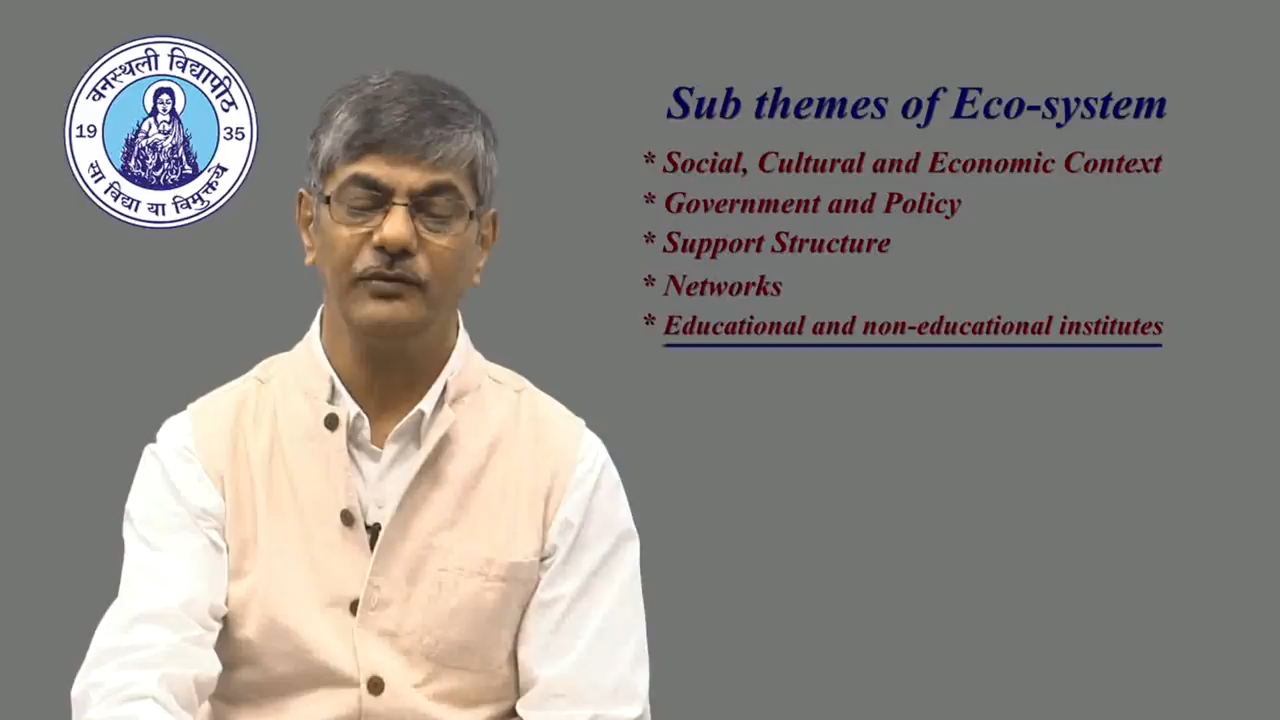 वनस्थली विद्यापीठ
19 35
सा विद्या या विमुक्तये
Sub themes of Eco-system
* Social, Cultural and Economic Context
* Government and Policy
* Support Structure
* Networks
* Educational and non-educational institutes